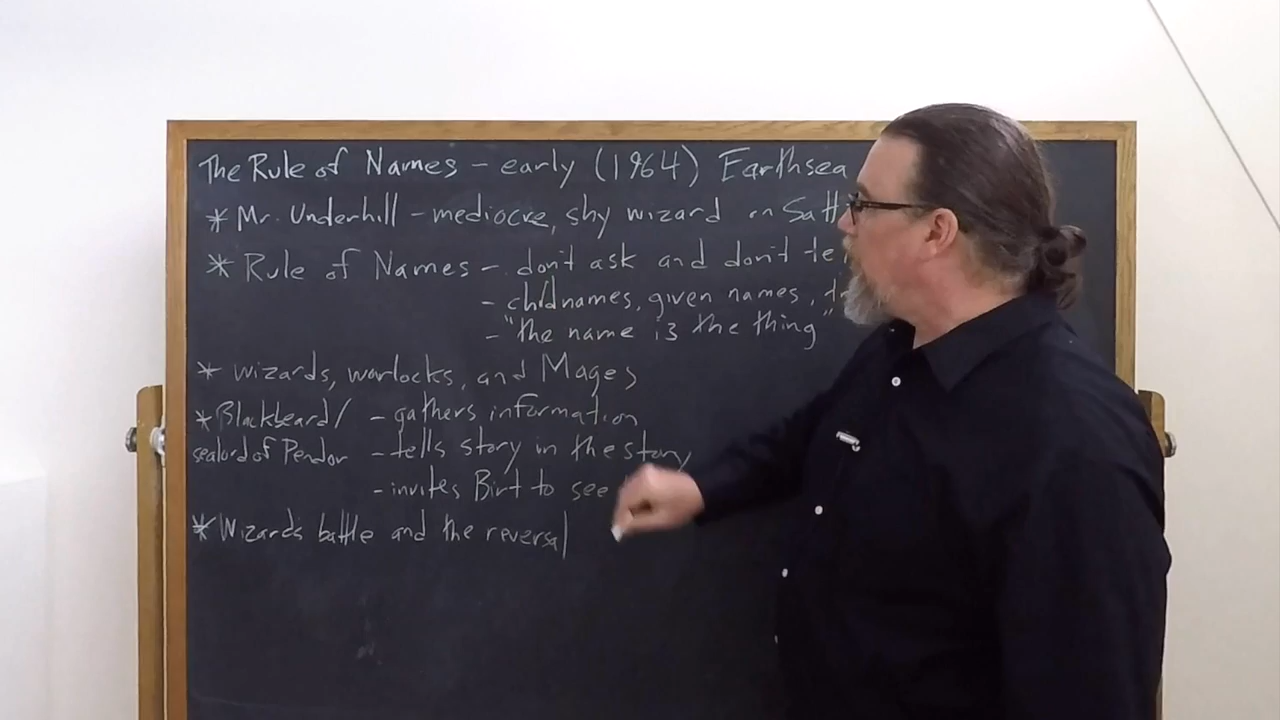 The Rule of Names - early (1964) Earthsea
* Mr. Underhill - mediocre, shy wizard on Satt
* Rule of Names - don't ask and don't te
- childnames, given names,
- "the name is the thing"
* wizards, warlocks, and Mages
* Blackbeard/ - gathers information
sealord of Pendor - tells story in the story
- invites Birt to see
* Wizards battle and the reversal